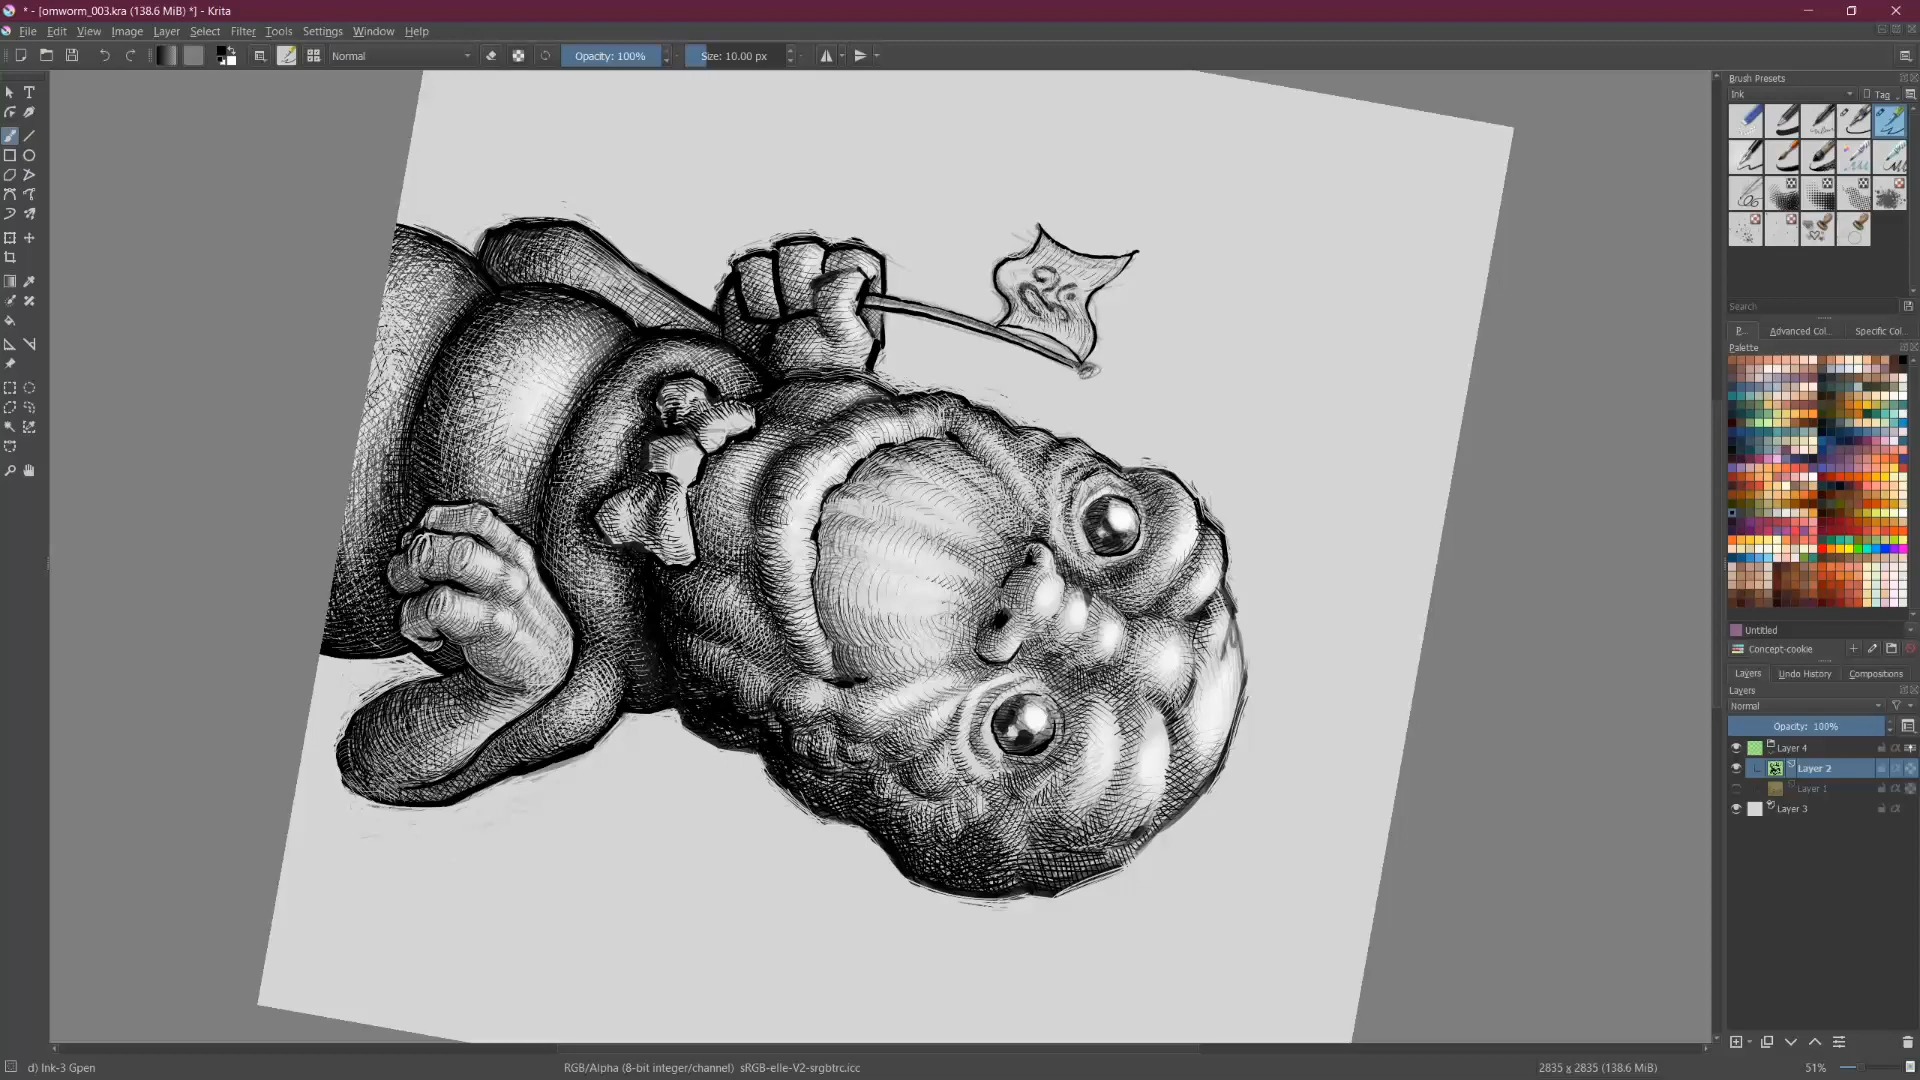 * - [omworm_003.kra (138.6 MiB) *] - Krita
File Edit View Image Layer Select Filter Tools Settings Window Help
Normal
Opacity: 100%
Size: 10.00 px
Brush Presets
Ink
Tag
Search
P...
Advanced Col...
Specific Col...
Palette
Untitled
Concept-cookie
Layers
Undo History
Compositions
Layers
Normal
Opacity: 100%
Layer 4
Layer 2
Layer 1
Layer 3
d) Ink-3 Gpen
RGB/Alpha (8-bit integer/channel) sRGB-elle-V2-srgbtrc.icc
2835 x 2835 (138.6 MiB)
51%